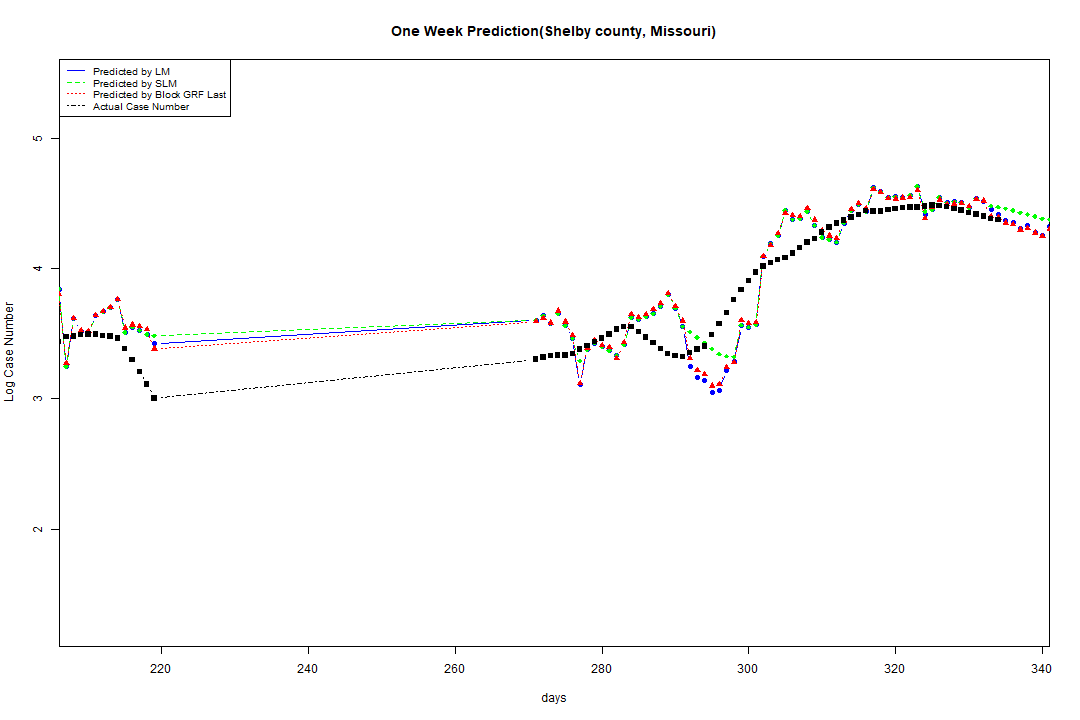 One Week Prediction(Shelby county, Missouri)
Predicted by LM
Predicted by SLM
Predicted by Block GRF Last
Actual Case Number
5
4
3
2
Log Case Number
220 240 260 280 300 320 340
days